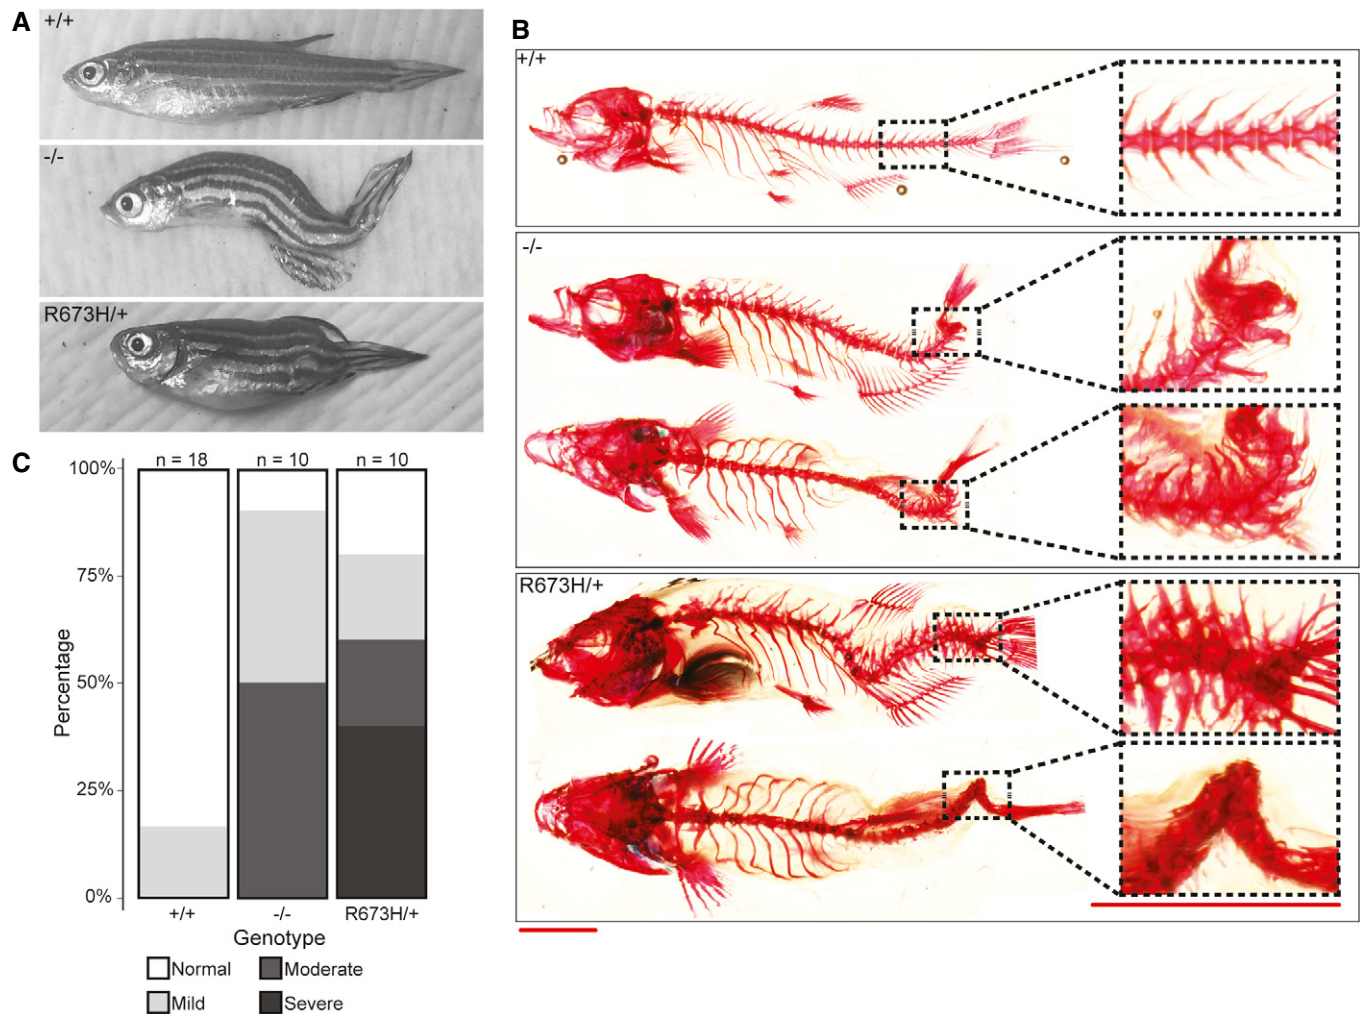 A
+/+
-/-
R673H/+
B
+/+
-/-
R673H/+
C
n = 18 n = 10 n = 10
100%
75%
50%
25%
0%
Percentage
+/+ -/- R673H/+
Genotype
Normal Moderate
Mild Severe